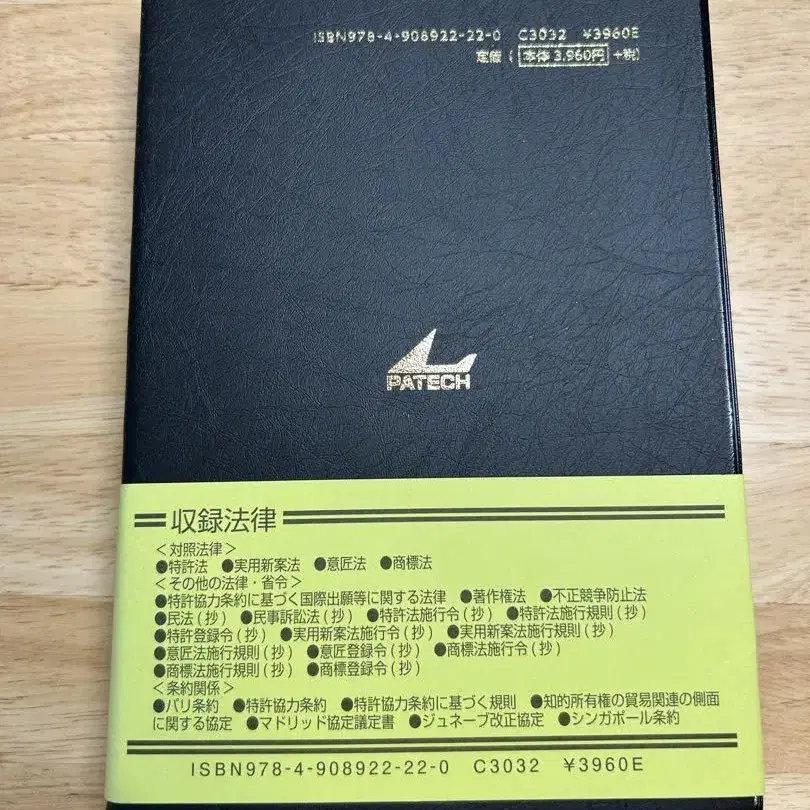 ISBN978-4-908922-22-0 C3032 ¥3960E
定価(本体3,960円+税)
PATECH
収録法律
<対照法律>
●特許法 ●実用新案法 ●意匠法 ●商標法
<その他の法律・省令>
●特許協力条約に基づく国際出願等に関する法律 ●著作権法 ●不正競争防止法
●民法(抄) ●民事訴訟法(抄) ●特許法施行令(抄) ●特許法施行規則(抄)
●特許登録令(抄) ●実用新案法施行令(抄) ●実用新案法施行規則(抄)
●意匠法施行規則(抄) ●意匠登録令(抄) ●商標法施行令(抄)
●商標法施行規則(抄) ●商標登録令(抄)
<条約関係>
●パリ条約 ●特許協力条約 ●特許協力条約に基づく規則 ●知的所有権の貿易関連の側面
に関する協定 ●マドリッド協定議定書 ●ジュネーブ改正協定 ●シンガポール条約
ISBN978-4-908922-22-0 C3032 ¥3960E